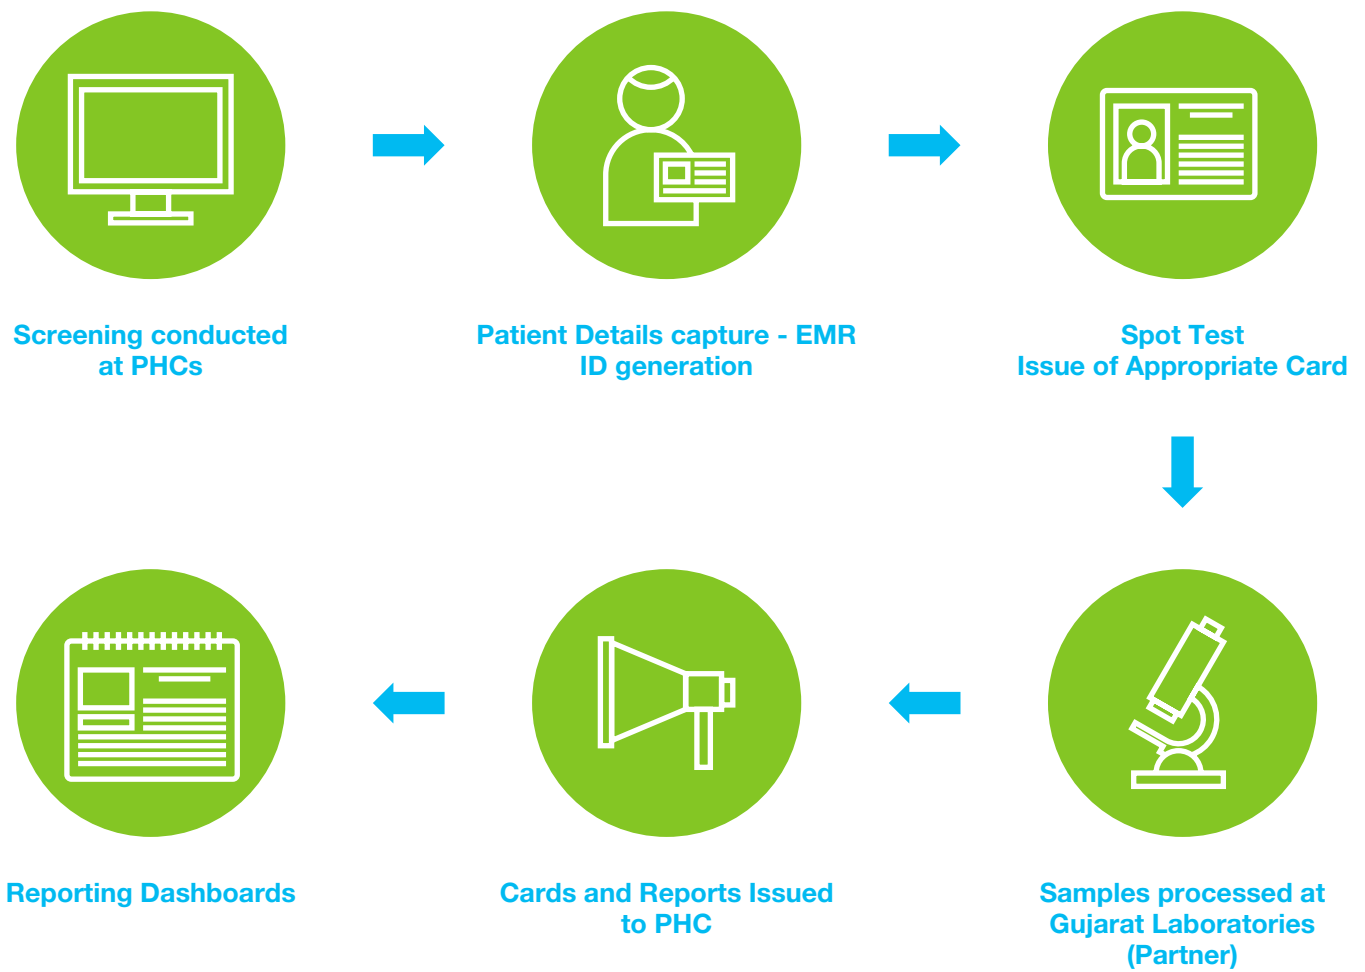 Screening conducted
at PHCs
Patient Details capture - EMR
ID generation
Spot Test
Issue of Appropriate Card
Samples processed at
Gujarat Laboratories
(Partner)
Cards and Reports Issued
to PHC
Reporting Dashboards